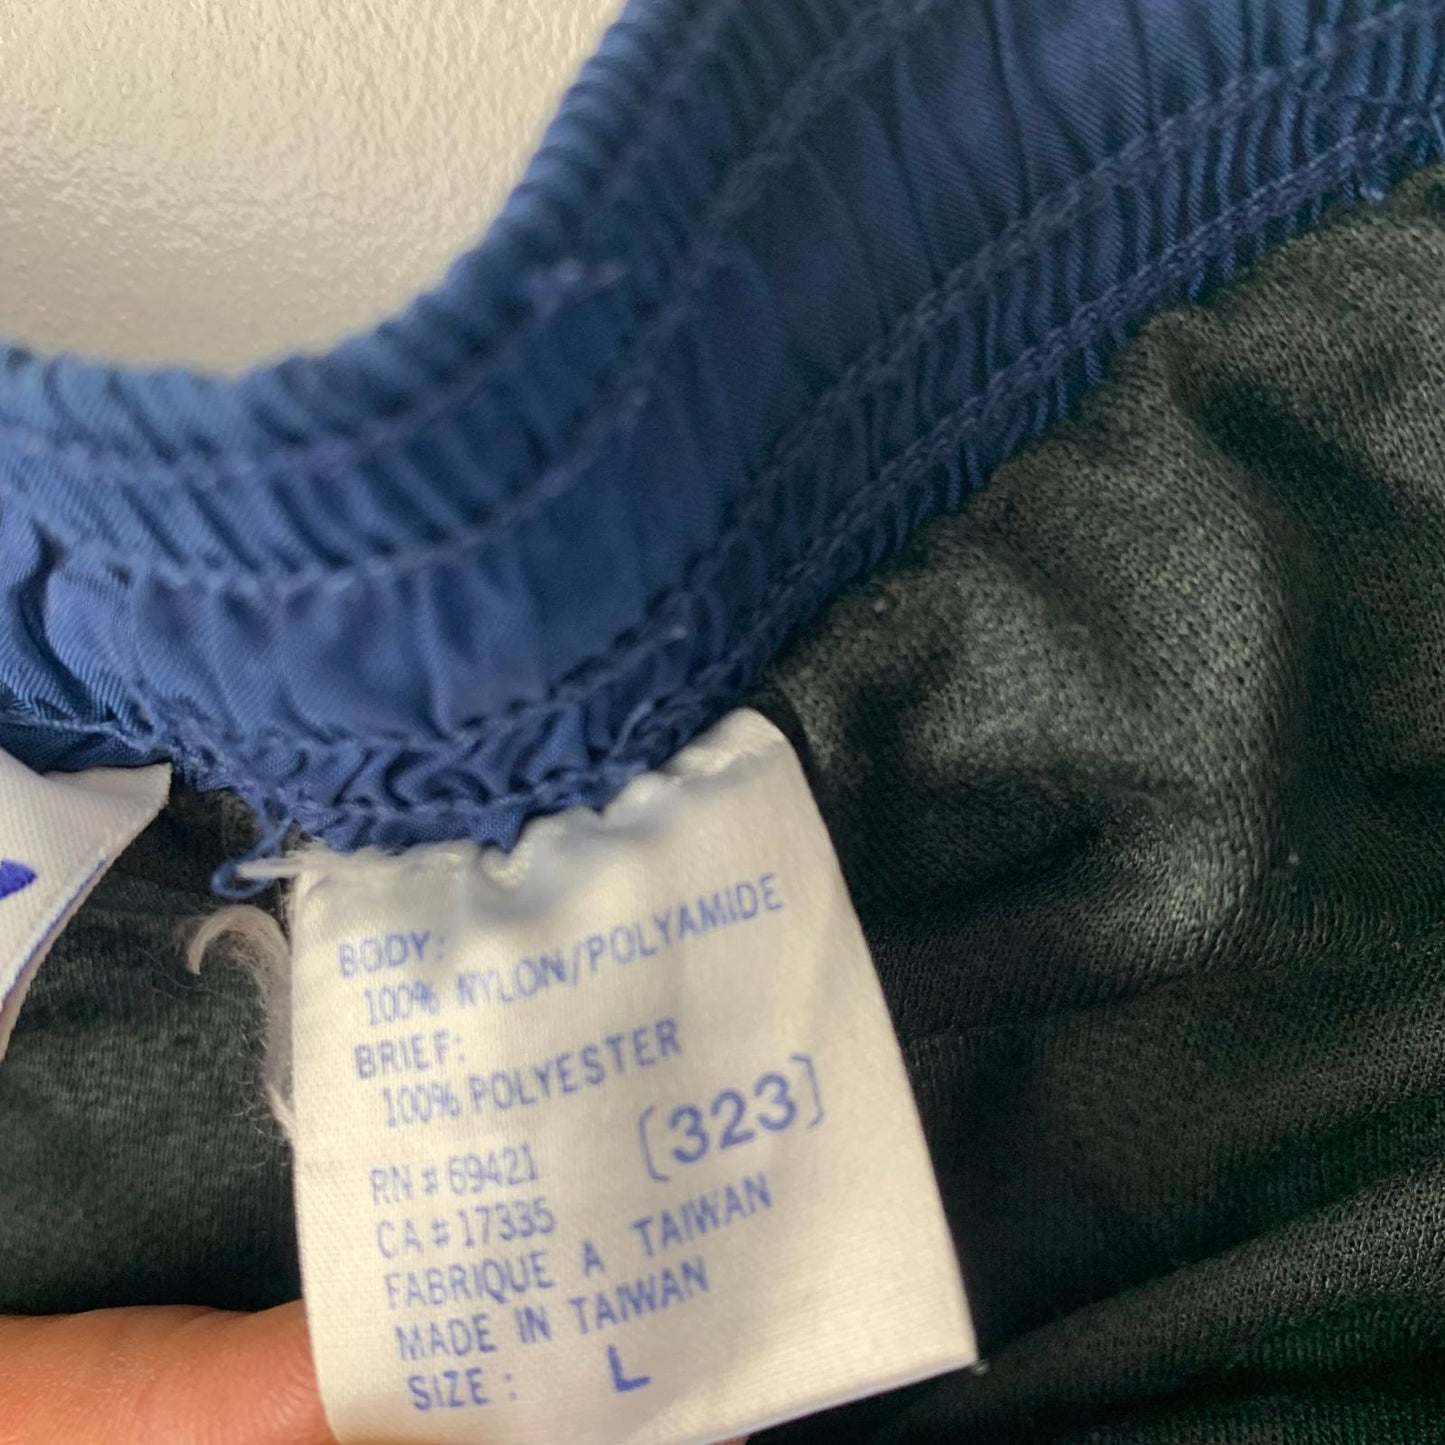 BODY:
100% NYLON/POLYAMIDE
BRIEF:
100% POLYESTER
[323]
RN # 69421
CA # 17335
FABRIQUE A TAIWAN
MADE IN TAIWAN
SIZE : L